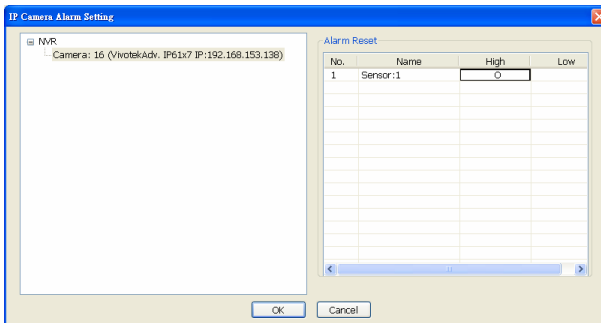 IP Camera Alarm Setting
NVR
Camera: 16 (VivotekAdv. IP61x7 IP:192.168.153.138)
Alarm Reset
No. Name High Low
1 Sensor:1 O
OK Cancel